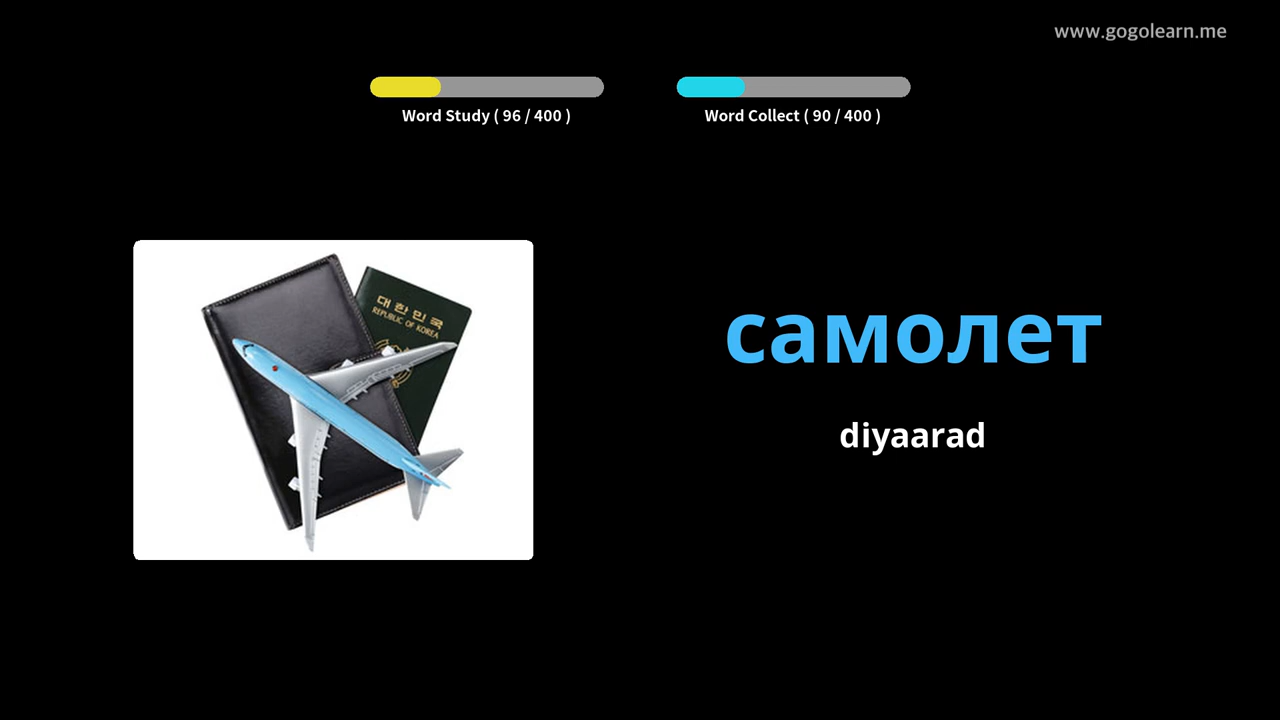 www.gogolearn.me
Word Study ( 96 / 400 )
Word Collect ( 90 / 400 )
대한민국
REPUBLIC OF KOREA
самолет
diyaarad